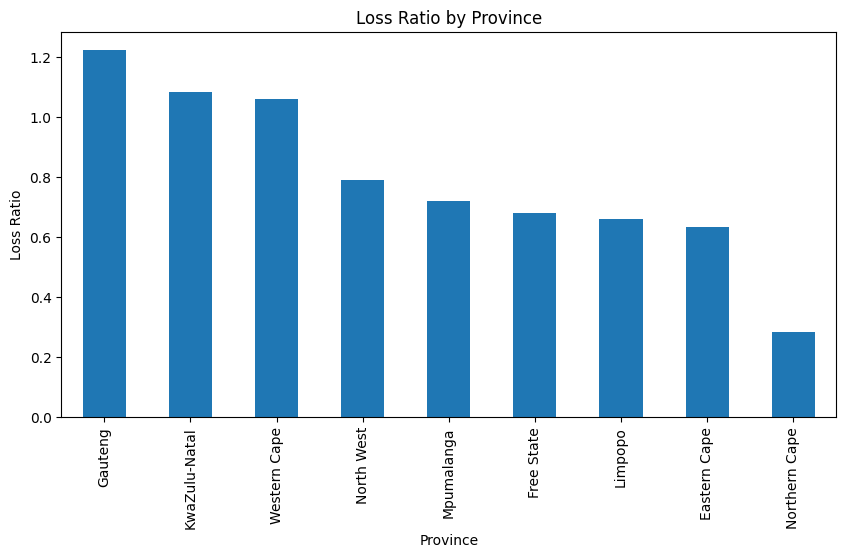 Loss Ratio by Province
Loss Ratio
1.2
1.0
0.8
0.6
0.4
0.2
0.0
Gauteng
KwaZulu-Natal
Western Cape
North West
Mpumalanga
Free State
Limpopo
Eastern Cape
Northern Cape
Province